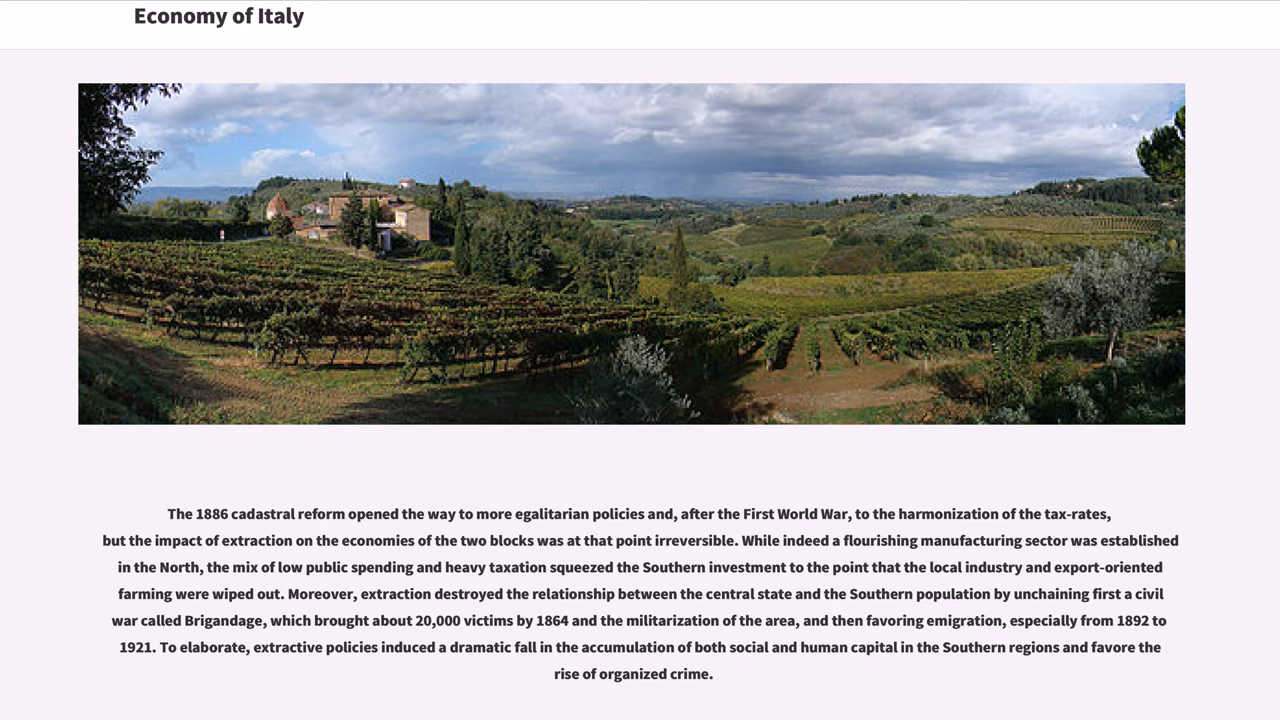 Economy of Italy
The 1886 cadastral reform opened the way to more egalitarian policies and, after the First World War, to the harmonization of the tax-rates,
but the impact of extraction on the economies of the two blocks was at that point irreversible. While indeed a flourishing manufacturing sector was established
in the North, the mix of low public spending and heavy taxation squeezed the Southern investment to the point that the local industry and export-oriented
farming were wiped out. Moreover, extraction destroyed the relationship between the central state and the Southern population by unchaining first a civil
war called Brigandage, which brought about 20,000 victims by 1864 and the militarization of the area, and then favoring emigration, especially from 1892 to
1921. To elaborate, extractive policies induced a dramatic fall in the accumulation of both social and human capital in the Southern regions and favore the
rise of organized crime.